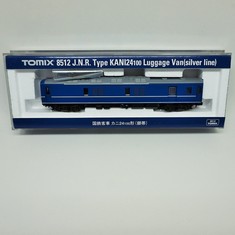 TOMIX 8512 J.N.R. Type KANI24100 Luggage Van(silver line)
国鉄客車 カニ24 100形(銀帯)